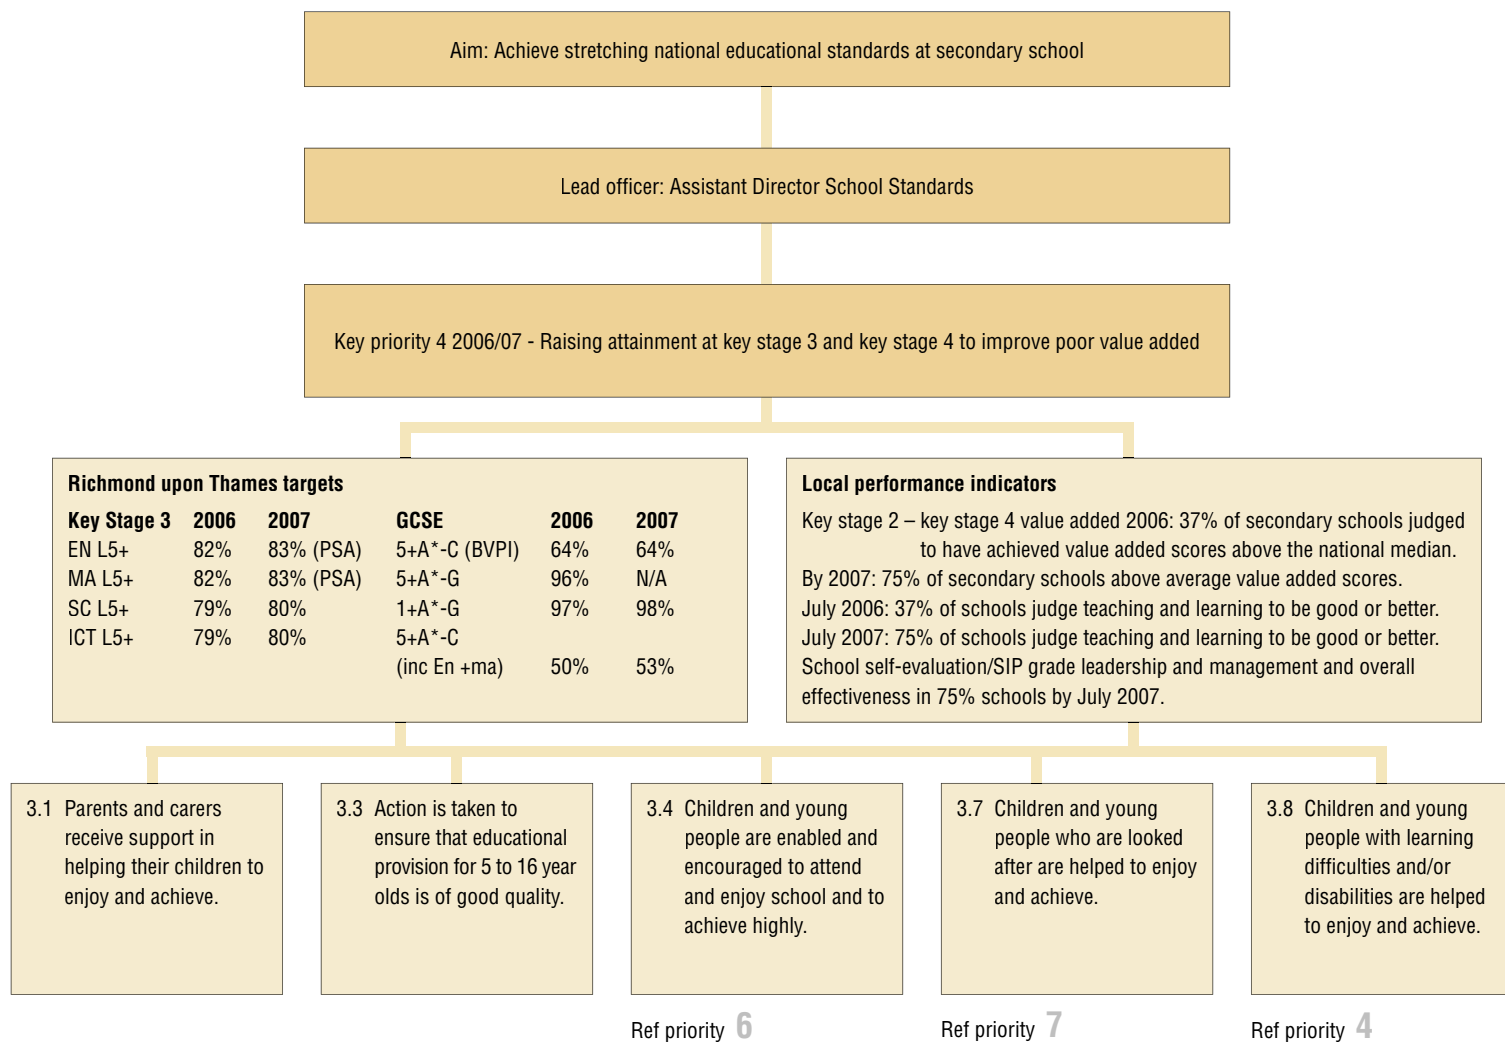 Aim: Achieve stretching national educational standards at secondary school
Lead officer: Assistant Director School Standards
Key priority 4 2006/07 - Raising attainment at key stage 3 and key stage 4 to improve poor value added
Richmond upon Thames targets
Key Stage 3 2006 2007 GCSE 2006 2007
EN L5+ 82% 83% (PSA) 5+A*-C (BVPI) 64% 64%
MA L5+ 82% 83% (PSA) 5+A*-G 96% N/A
SC L5+ 79% 80% 1+A*-G 97% 98%
ICT L5+ 79% 80% 5+A*-C
(inc En +ma) 50% 53%
Local performance indicators
Key stage 2 – key stage 4 value added 2006: 37% of secondary schools judged
to have achieved value added scores above the national median.
By 2007: 75% of secondary schools above average value added scores.
July 2006: 37% of schools judge teaching and learning to be good or better.
July 2007: 75% of schools judge teaching and learning to be good or better.
School self-evaluation/SIP grade leadership and management and overall
effectiveness in 75% schools by July 2007.
3.1 Parents and carers
receive support in
helping their children to
enjoy and achieve.
3.3 Action is taken to
ensure that educational
provision for 5 to 16 year
olds is of good quality.
3.4 Children and young
people are enabled and
encouraged to attend
and enjoy school and to
achieve highly.
3.7 Children and young
people who are looked
after are helped to enjoy
and achieve.
3.8 Children and young
people with learning
difficulties and/or
disabilities are helped
to enjoy and achieve.
Ref priority 6
Ref priority 7
Ref priority 4